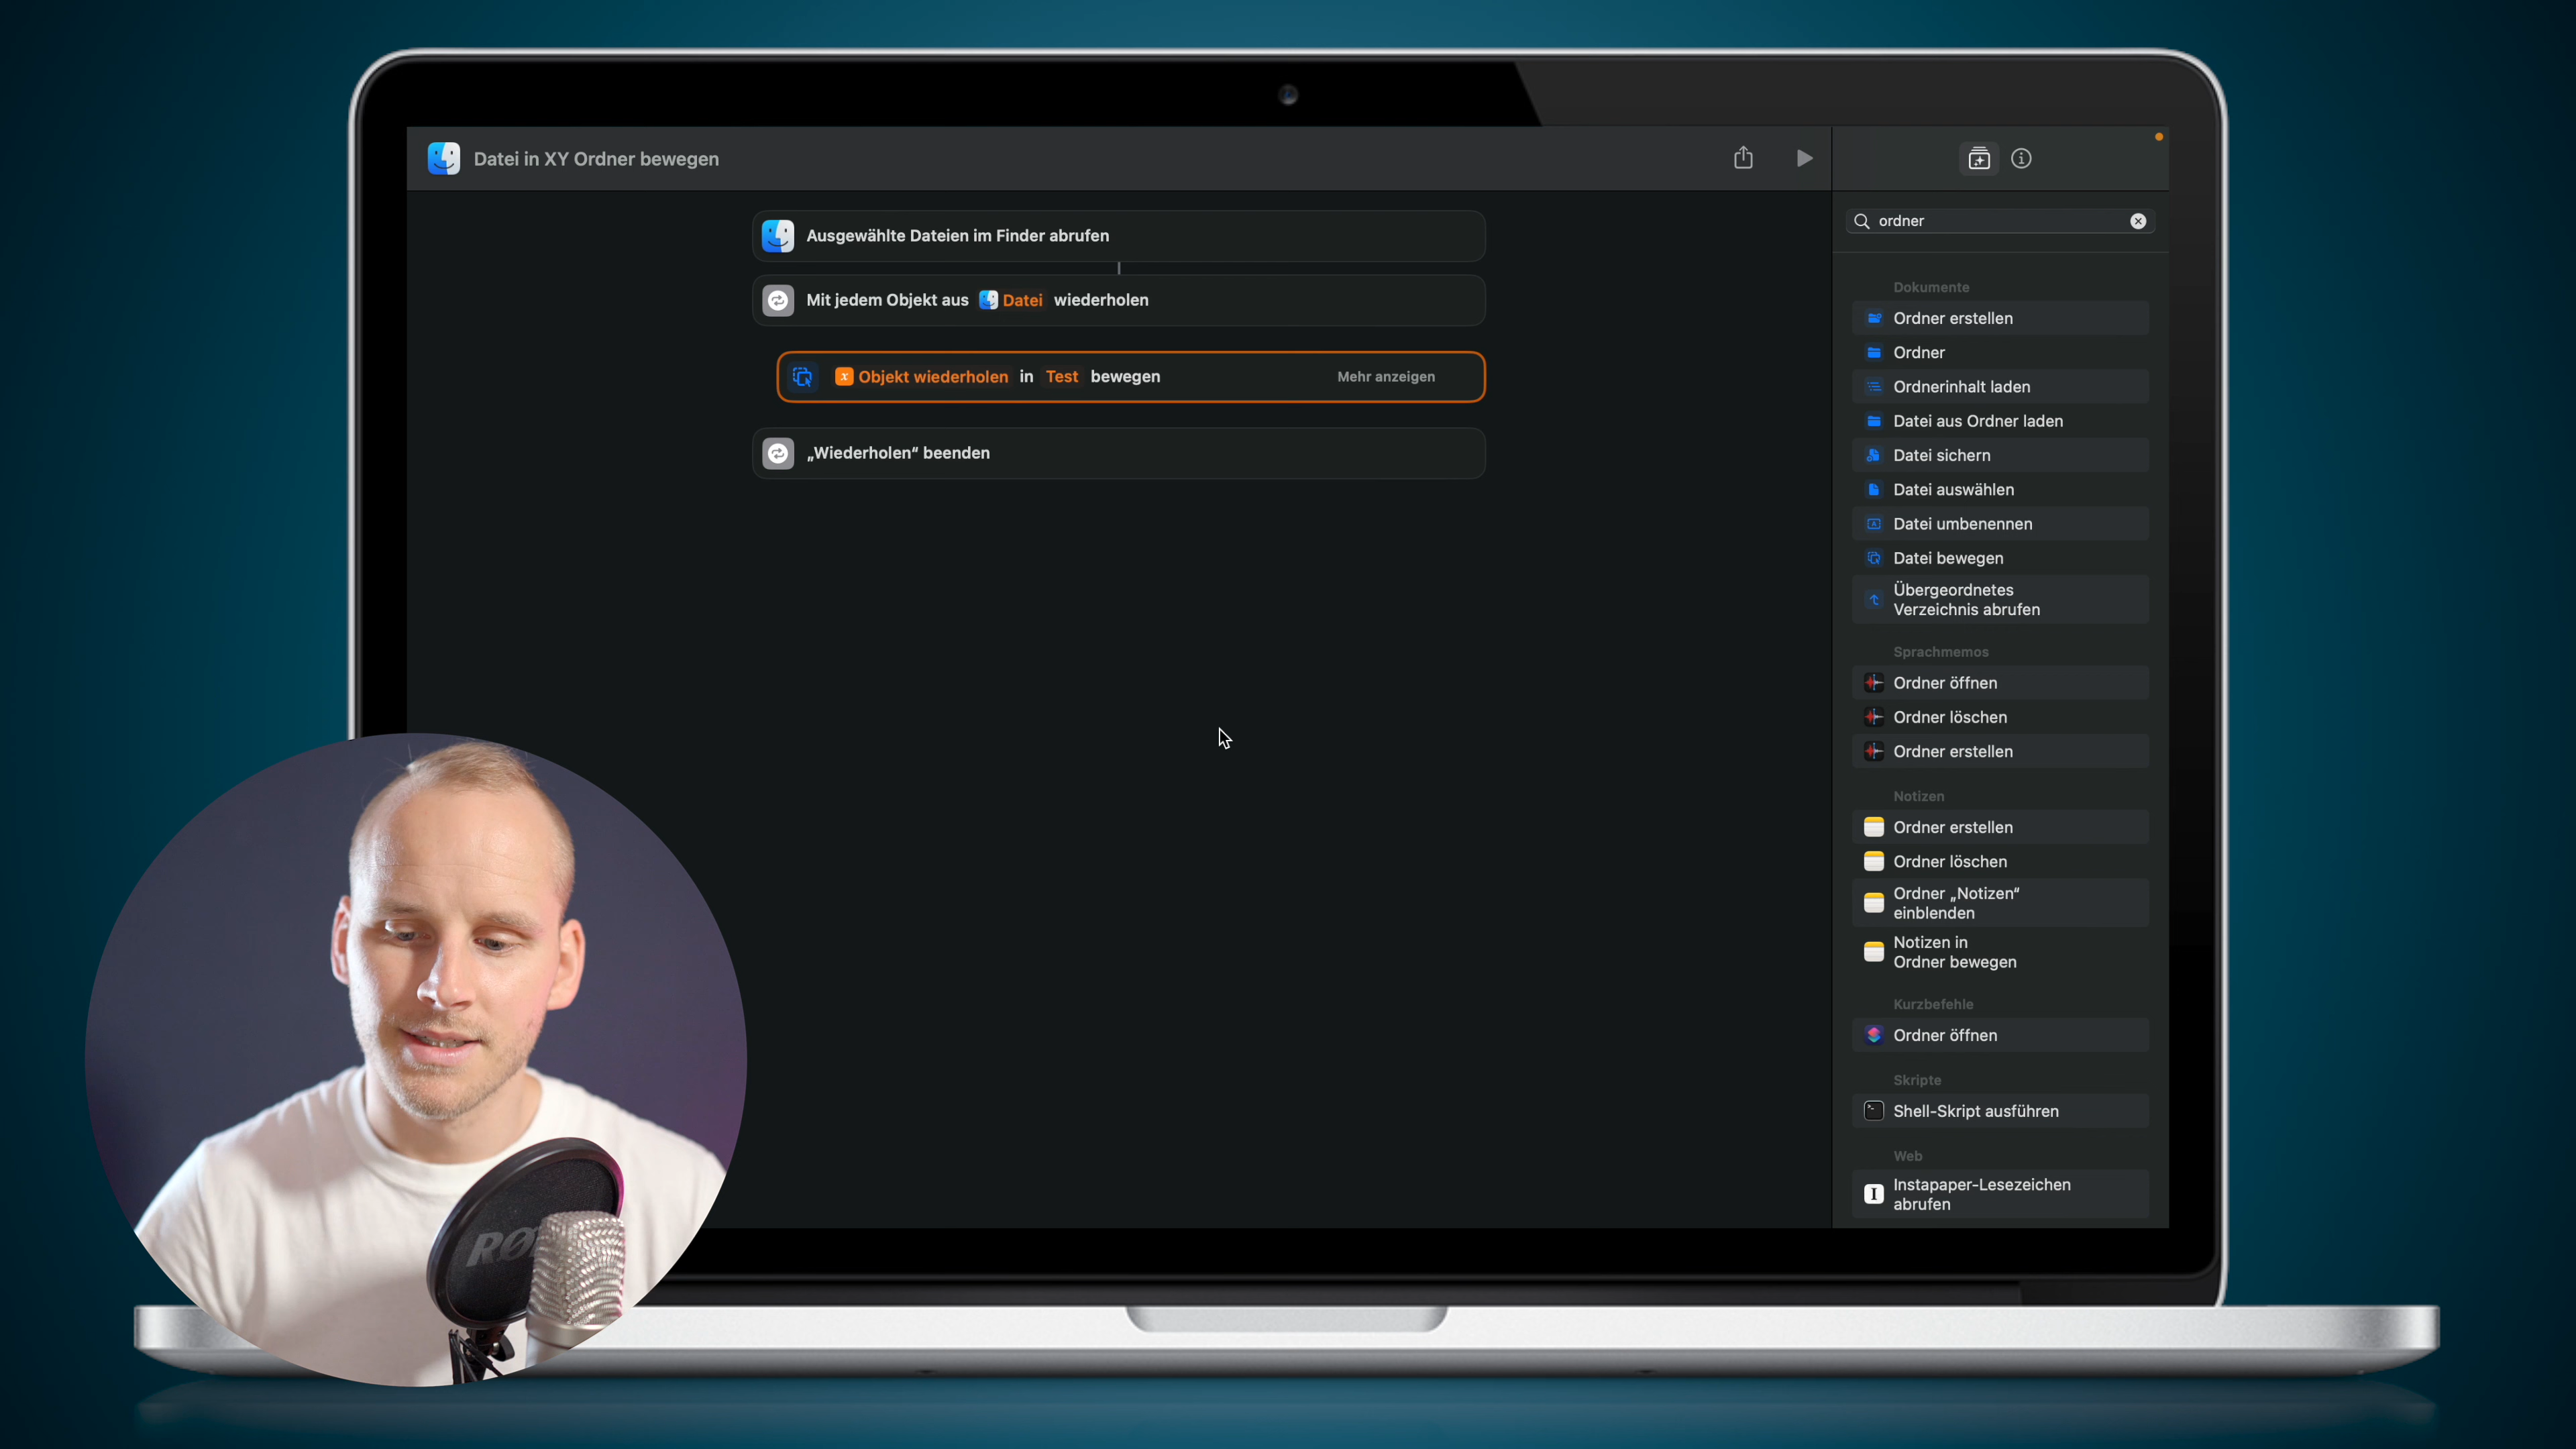 Datei in XY Ordner bewegen
Ausgewählte Dateien im Finder abrufen
Mit jedem Objekt aus Datei wiederholen
x Objekt wiederholen in Test bewegen Mehr anzeigen
„Wiederholen“ beenden
ordner
Dokumente
Ordner erstellen
Ordner
Ordnerinhalt laden
Datei aus Ordner laden
Datei sichern
Datei auswählen
Datei umbenennen
Datei bewegen
Übergeordnetes
Verzeichnis abrufen
Sprachmemos
Ordner öffnen
Ordner löschen
Ordner erstellen
Notizen
Ordner erstellen
Ordner löschen
Ordner „Notizen“
einblenden
Notizen in
Ordner bewegen
Kurzbefehle
Ordner öffnen
Skripte
Shell-Skript ausführen
Web
I Instapaper-Lesezeichen
abrufen